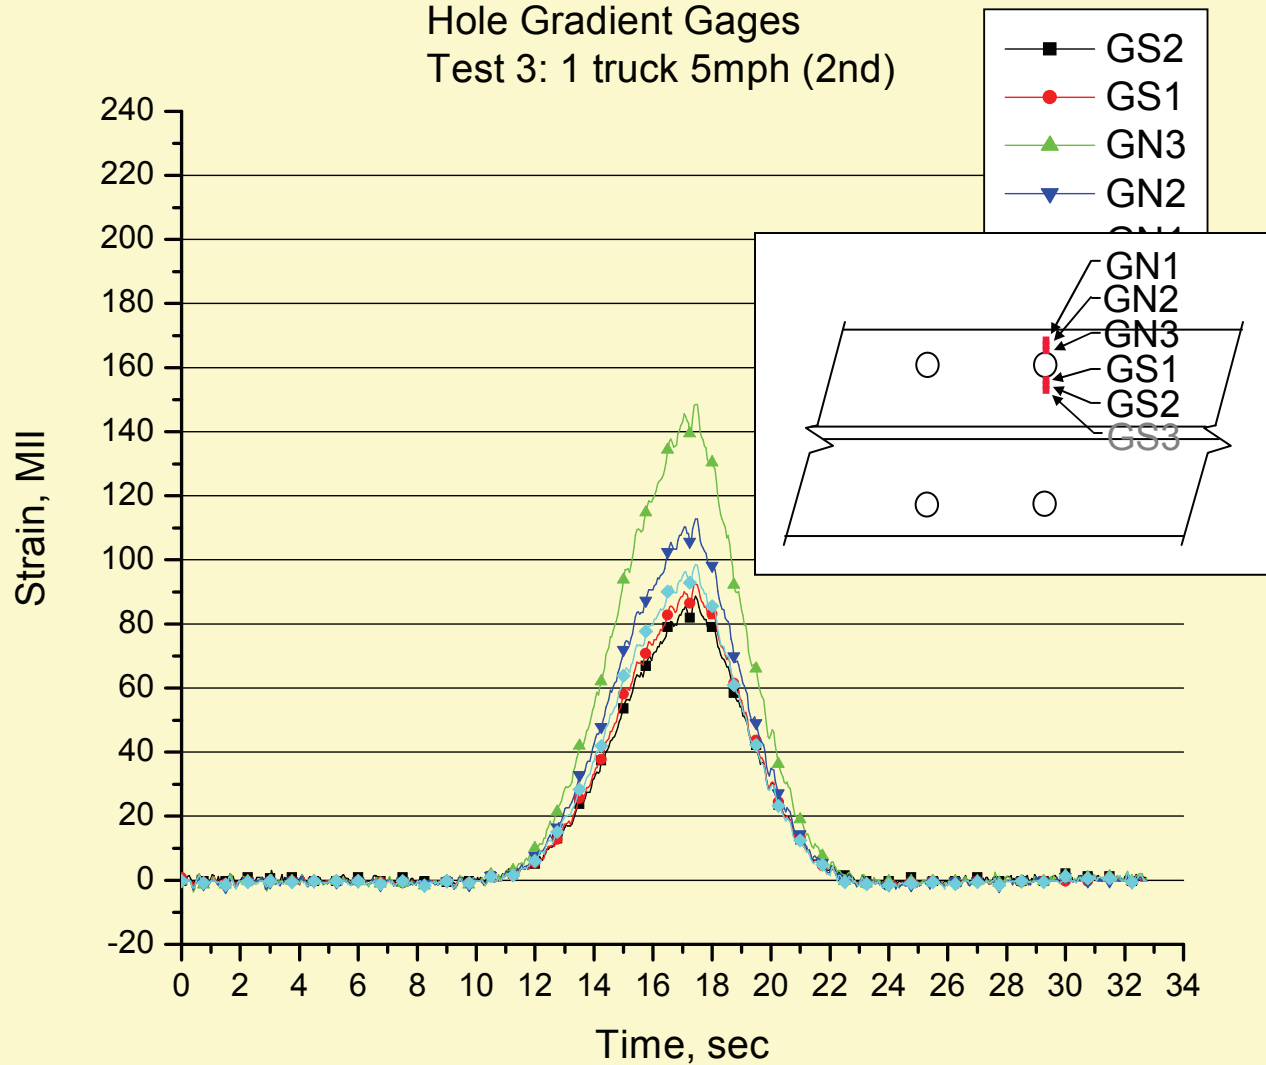 Hole Gradient Gages
Test 3: 1 truck 5mph (2nd)
GS2
GS1
GN3
GN2
GN1
GN1
GN2
GN3
GS1
GS2
GS3
240
220
200
180
160
140
120
100
80
60
40
20
0
-20
Strain, MII
0 2 4 6 8 10 12 14 16 18 20 22 24 26 28 30 32 34
Time, sec